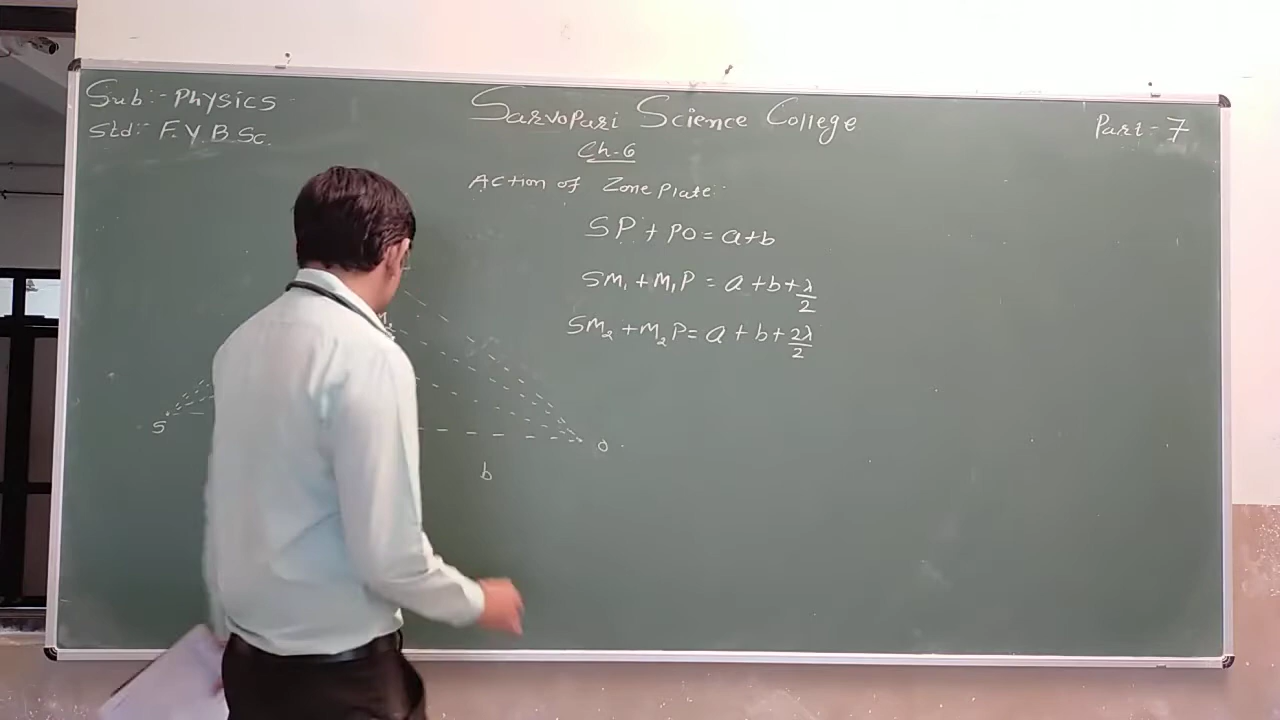 Sub:- Physics
Std:- F.Y.B.Sc.
Sarvopari Science College
Part-7
Ch-6
Action of Zone Plate:
SP + PO = a+b
SM₁ + M₁P = a + b + λ/2
SM₂ + M₂P = a + b + 2λ/2
S
O
b